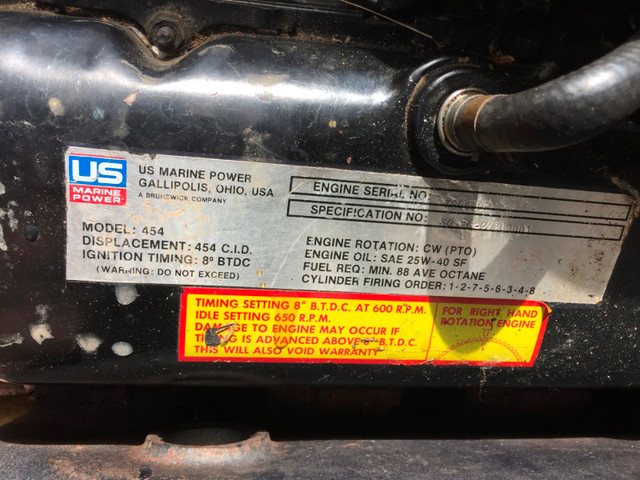 US
MARINE
POWER
US MARINE POWER
GALLIPOLIS, OHIO, USA
A BRUNSWICK COMPANY
MODEL: 454
DISPLACEMENT: 454 C.I.D.
IGNITION TIMING: 8° BTDC
(WARNING: DO NOT EXCEED)
ENGINE SERIAL NO:
SPECIFICATION NO:
ENGINE ROTATION: CW (PTO)
ENGINE OIL: SAE 25W-40 SF
FUEL REQ: MIN. 88 AVE OCTANE
CYLINDER FIRING ORDER: 1-2-7-5-6-3-4-8
TIMING SETTING 8° B.T.D.C. AT 600 R.P.M.
IDLE SETTING 650 R.P.M.
DAMAGE TO ENGINE MAY OCCUR IF
TIMING IS ADVANCED ABOVE 8° B.T.D.C.
THIS WILL ALSO VOID WARRANTY
FOR RIGHT HAND
ROTATION ENGINE